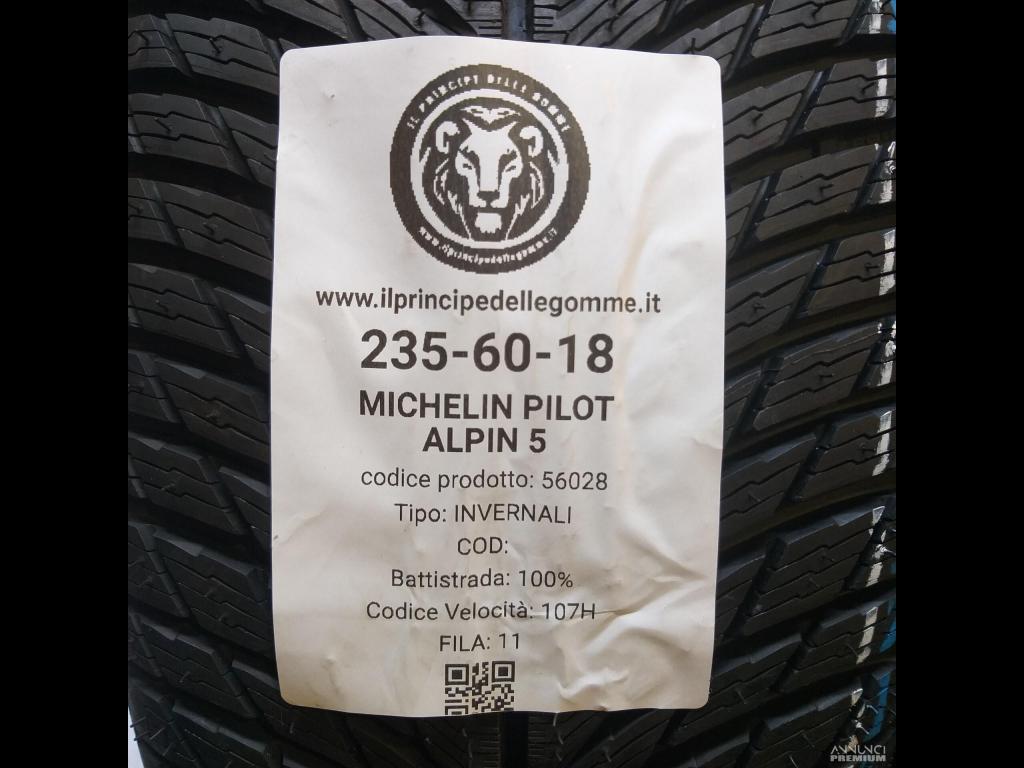 IL PRINCIPE DELLE GOMME
www.ilprincipedellegomme.it
www.ilprincipedellegomme.it
235-60-18
MICHELIN PILOT
ALPIN 5
codice prodotto: 56028
Tipo: INVERNALI
COD:
Battistrada: 100%
Codice Velocità: 107H
FILA: 11
ANNUNCI
PREMIUM